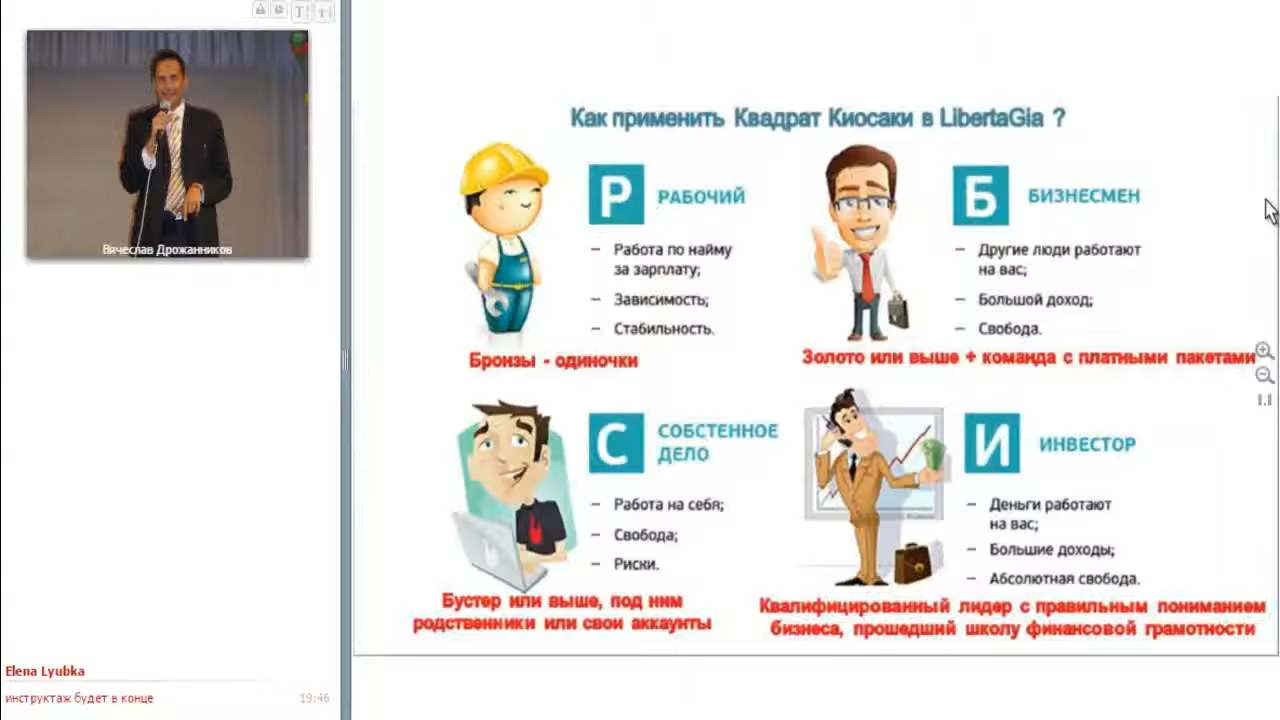 Вячеслав Дрожанников
Elena Lyubka
инструктаж будет в конце
19:46
Как применить Квадрат Киосаки в LibertaGia ?
Р
РАБОЧИЙ
– Работа по найму
за зарплату;
– Зависимость;
– Стабильность.
Бронзы - одиночки
Б
БИЗНЕСМЕН
– Другие люди работают
на вас;
– Большой доход;
– Свобода.
Золото или выше + команда с платными пакетами
С
СОБСТЕННОЕ
ДЕЛО
– Работа на себя;
– Свобода;
– Риски.
Бустер или выше, под ним
родственники или свои аккаунты
И
ИНВЕСТОР
– Деньги работают
на вас;
– Большие доходы;
– Абсолютная свобода.
Квалифицированный лидер с правильным пониманием
бизнеса, прошедший школу финансовой грамотности
1:1